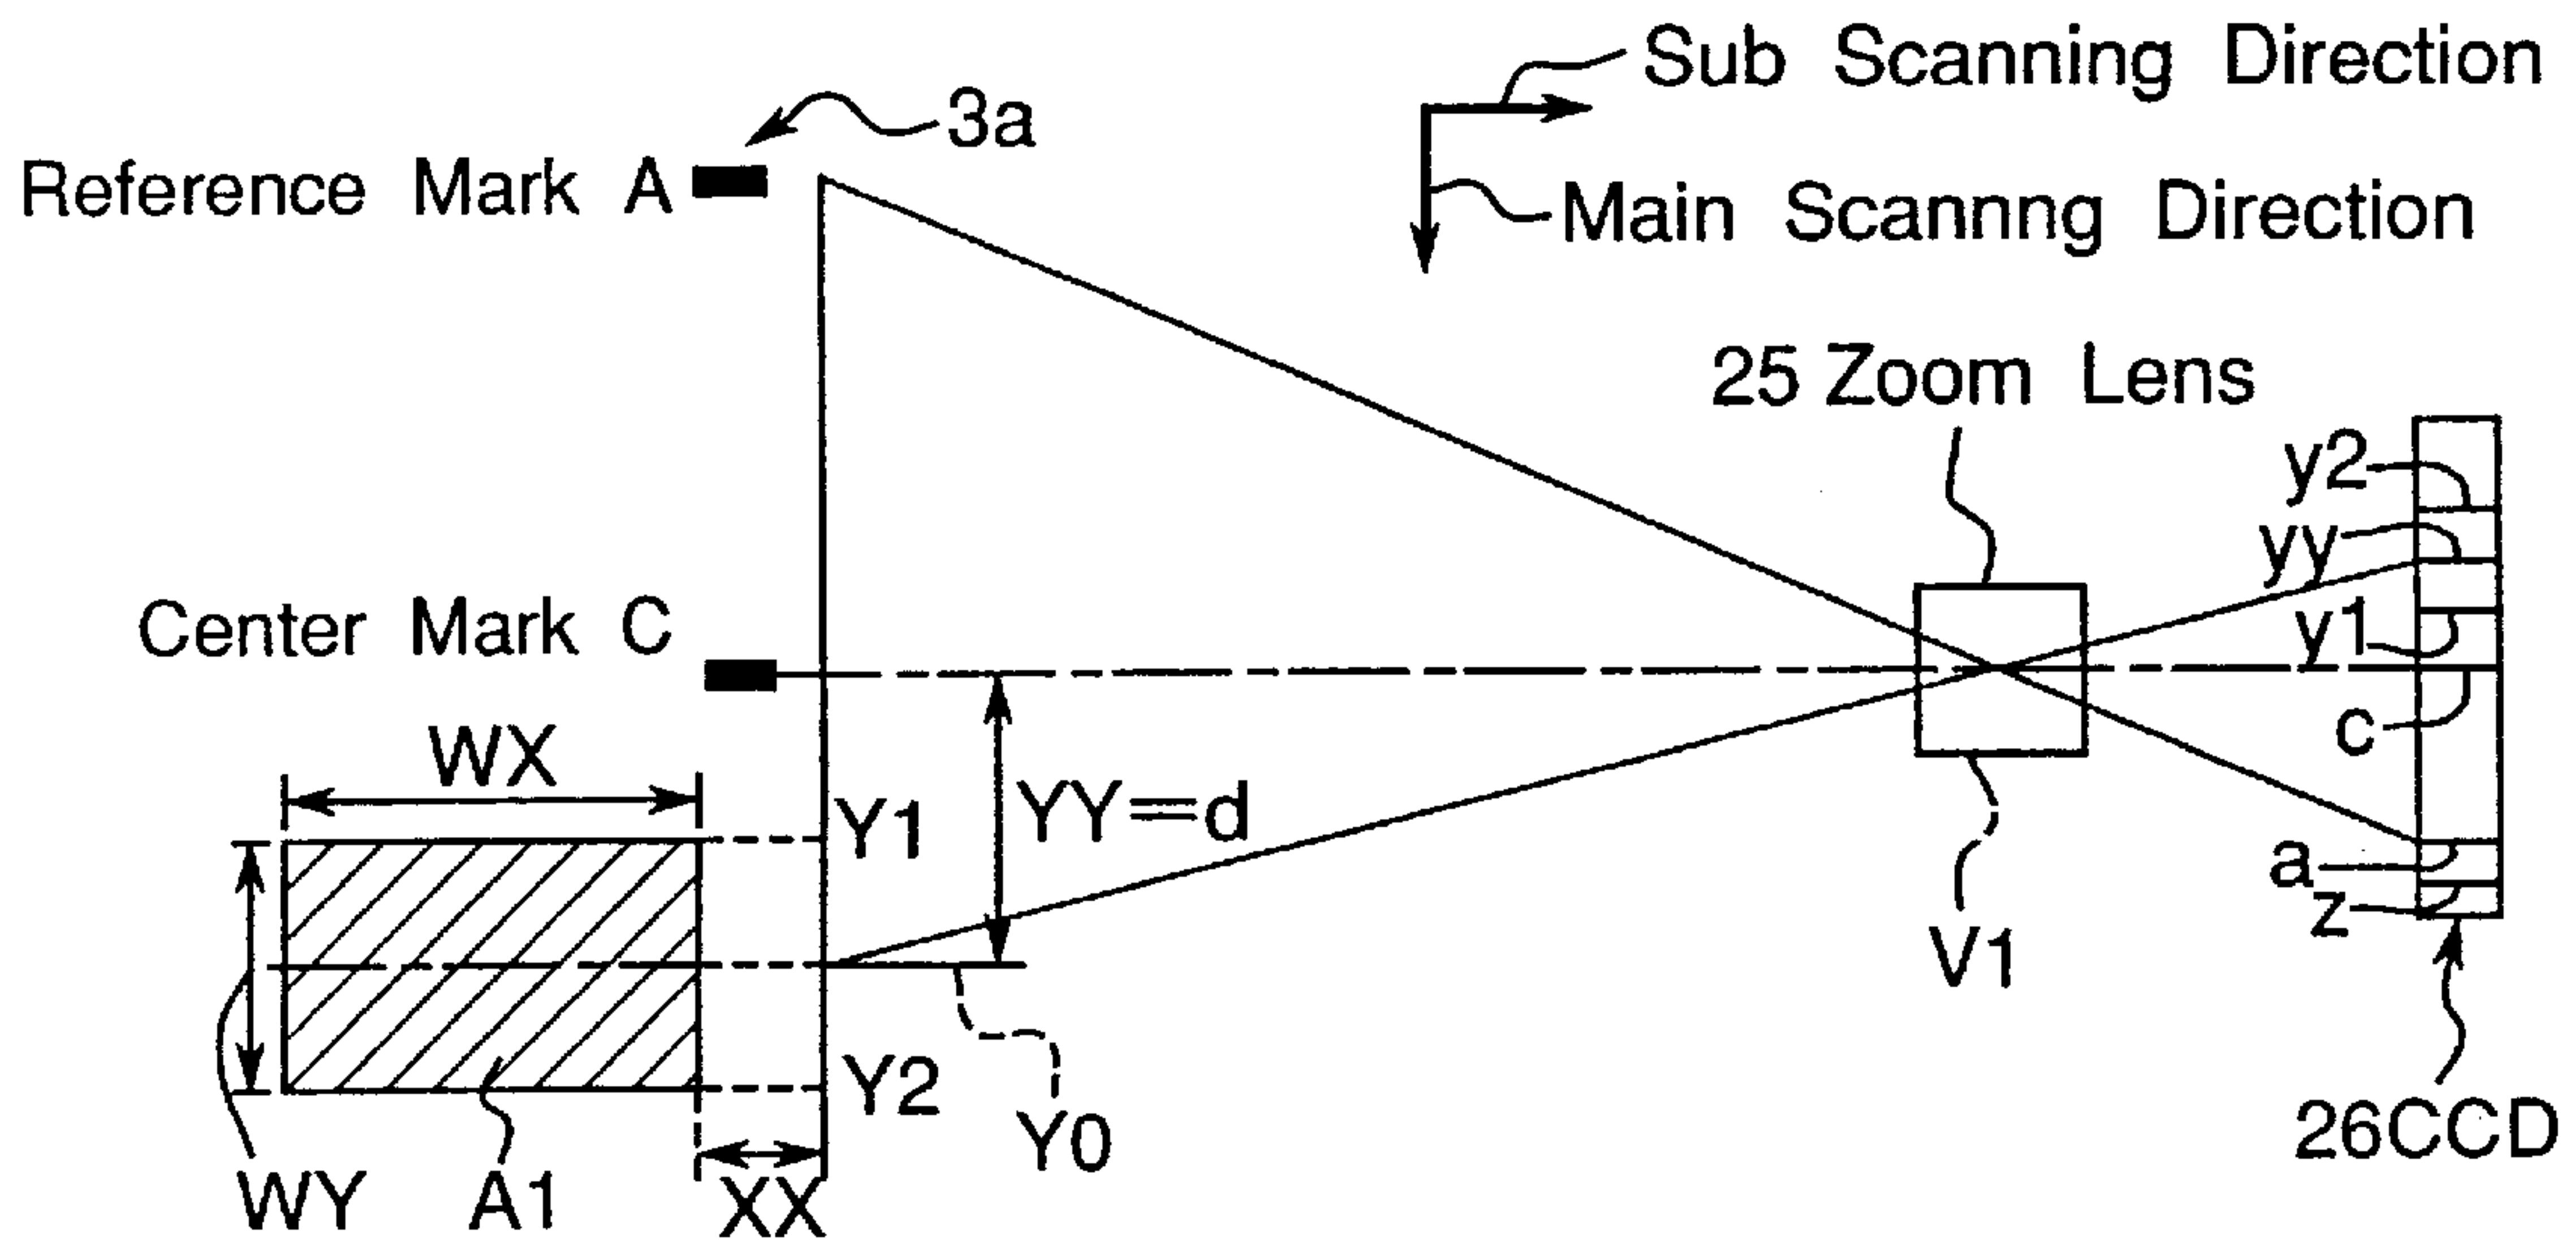 Sub Scanning Direction
3a
Reference Mark A
Main Scannng Direction
25 Zoom Lens
y2
yy
y1
Center Mark C
c
WX
Y1
YY=d
a
z
V1
Y2
Y0
26CCD
WY
A1
XX